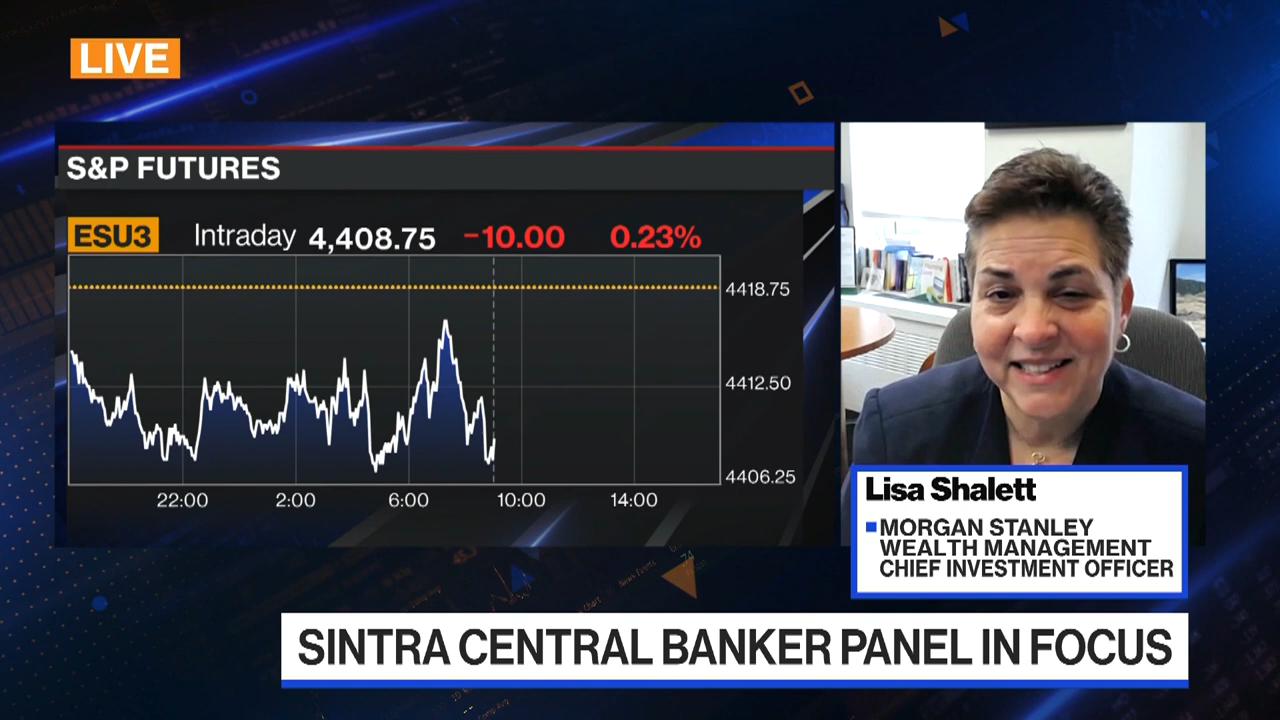 LIVE
S&P FUTURES
ESU3 Intraday 4,408.75 −10.00 0.23%
4418.75
4412.50
4406.25
22:00 2:00 6:00 10:00 14:00
Lisa Shalett
MORGAN STANLEY
WEALTH MANAGEMENT
CHIEF INVESTMENT OFFICER
SINTRA CENTRAL BANKER PANEL IN FOCUS